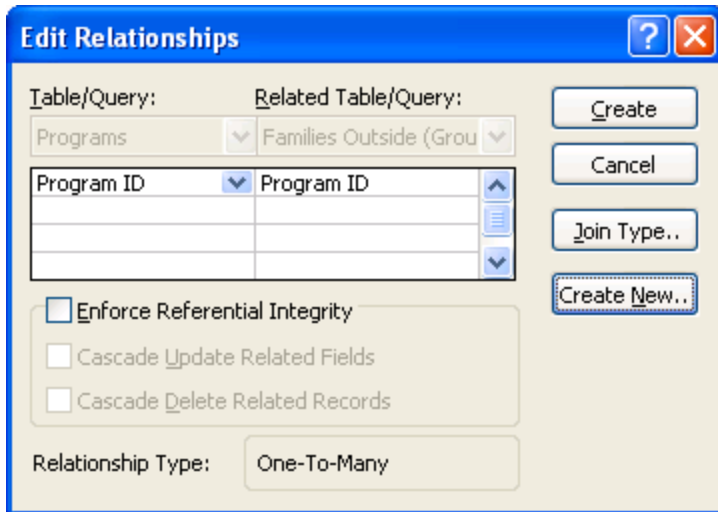 Edit Relationships
Table/Query: Related Table/Query:
Programs Families Outside (Grou
Program ID Program ID
Create
Cancel
Join Type..
Create New..
Enforce Referential Integrity
Cascade Update Related Fields
Cascade Delete Related Records
Relationship Type: One-To-Many